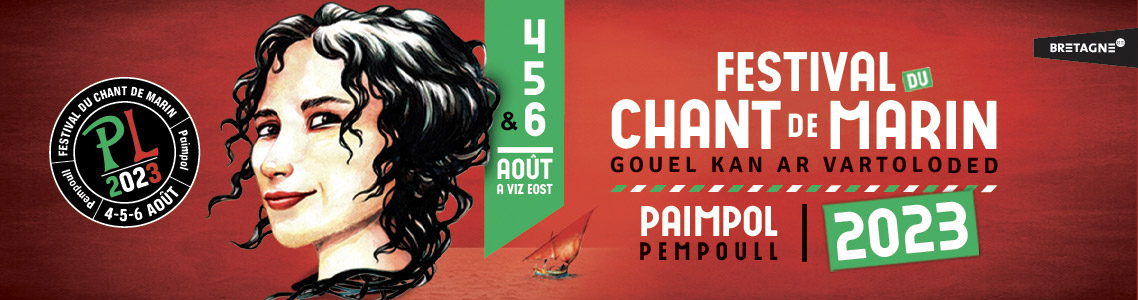 FESTIVAL DU CHANT DE MARIN
Paimpol
Pempoull
PL
2023
4-5-6 AOÛT
4
5
& 6
AOÛT
A VIZ EOST
FESTIVAL DU
CHANT DE MARIN
GOUEL KAN AR VARTOLODED
PAIMPOL
PEMPOULL
2023
BRETAGNE